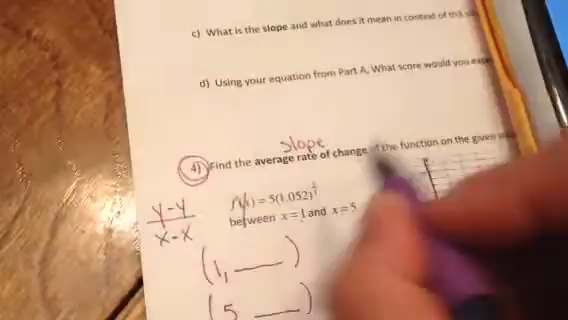 c) What is the slope and what does it mean in context of this
d) Using your equation from Part A, What score would you
slope
4) Find the average rate of change of the function on the given
Y-Y
X-X
= 5(1.052)
between x=1 and x=5
(1, __)
(5, __)